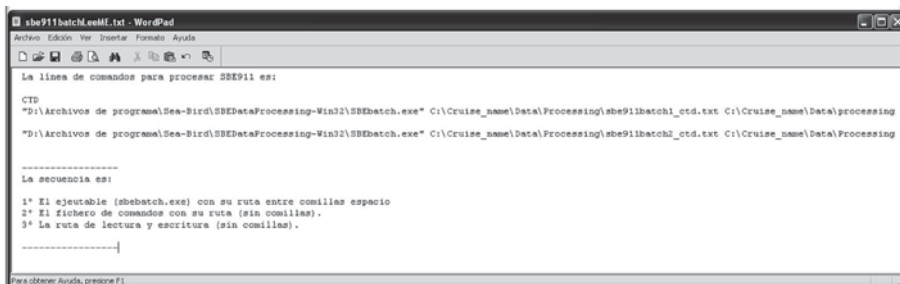 sbe911batchLeeME.txt - WordPad
Archivo Edición Ver Insertar Formato Ayuda
La línea de comandos para procesar SBE911 es:
CTD
"D:\Archivos de programa\Sea-Bird\SBEDataProcessing-Win32\SBEbatch.exe" C:\Cruise_name\Data\Processing\sbe911batch1_ctd.txt C:\Cruise_name\Data\processing
"D:\Archivos de programa\Sea-Bird\SBEDataProcessing-Win32\SBEbatch.exe" C:\Cruise_name\Data\Processing\sbe911batch2_ctd.txt C:\Cruise_name\Data\Processing
-----------------
La secuencia es:
1º El ejeutable (sbebatch.exe) con su ruta entre comillas espacio
2º El fichero de comandos con su ruta (sin comillas).
3º La ruta de lectura y escritura (sin comillas).
-----------------
Para obtener Ayuda, presione F1